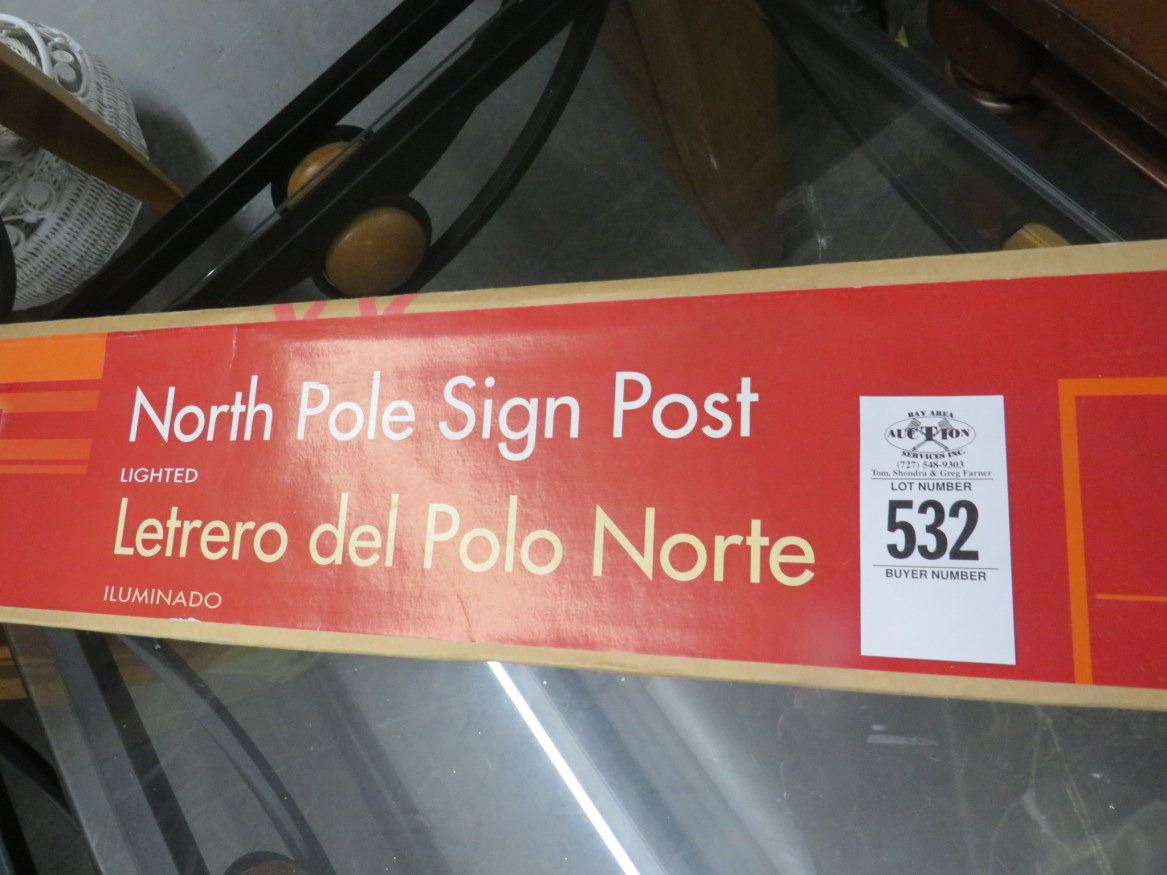 North Pole Sign Post
LIGHTED
Letrero del Polo Norte
ILUMINADO
BAY AREA
AUCTION
SERVICES INC.
(727) 548-9303
Tom, Shondra & Greg Farner
LOT NUMBER
532
BUYER NUMBER